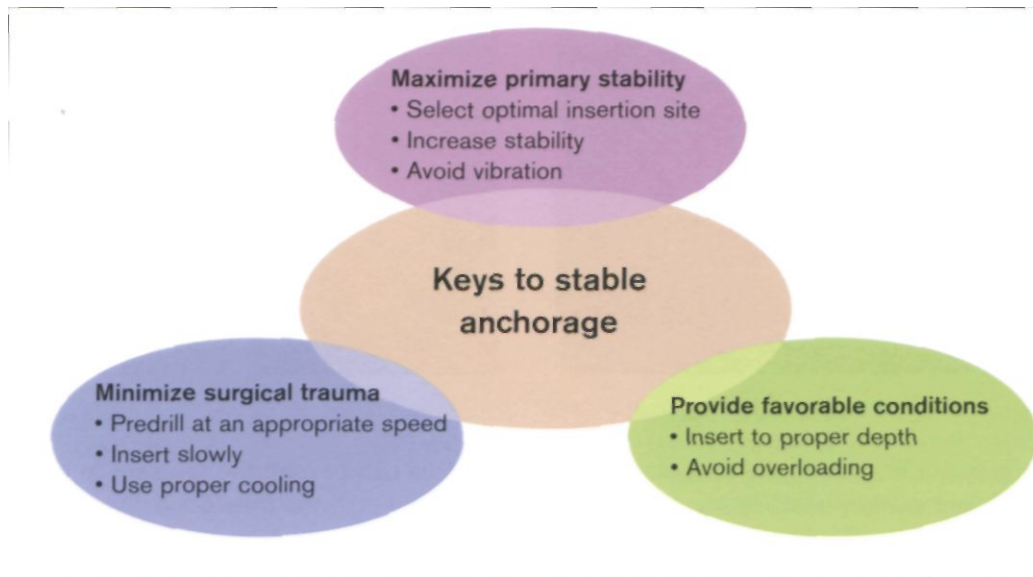 Maximize primary stability
• Select optimal insertion site
• Increase stability
• Avoid vibration
Keys to stable
anchorage
Minimize surgical trauma
• Predrill at an appropriate speed
• Insert slowly
• Use proper cooling
Provide favorable conditions
• Insert to proper depth
• Avoid overloading